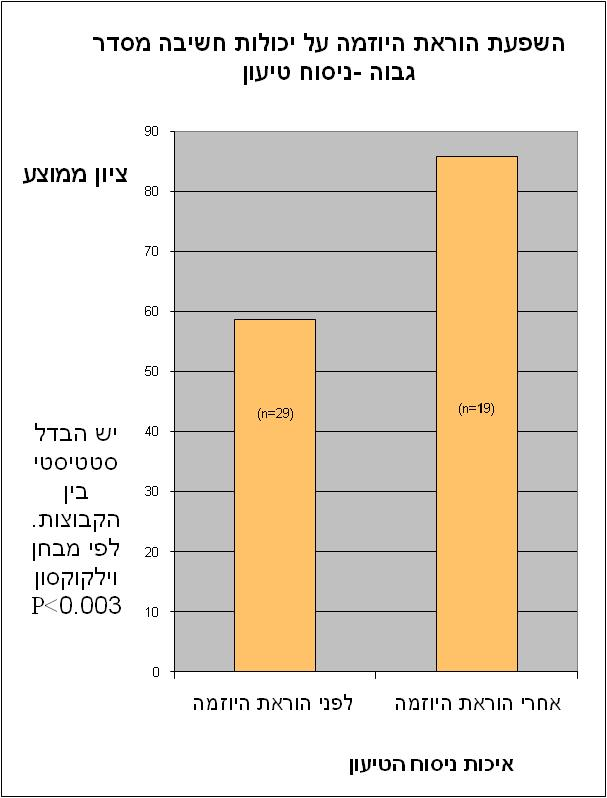 השפעת הוראת היוזמה על יכולות חשיבה מסדר
גבוה -ניסוח טיעון
ציון ממוצע
90
80
70
60
50
40
30
20
10
0
(n=29)
(n=19)
יש הבדל
סטטיסטי
בין
הקבוצות.
לפי מבחן
וילקוקסון
P<0.003
לפני הוראת היוזמה
אחרי הוראת היוזמה
איכות ניסוח הטיעון